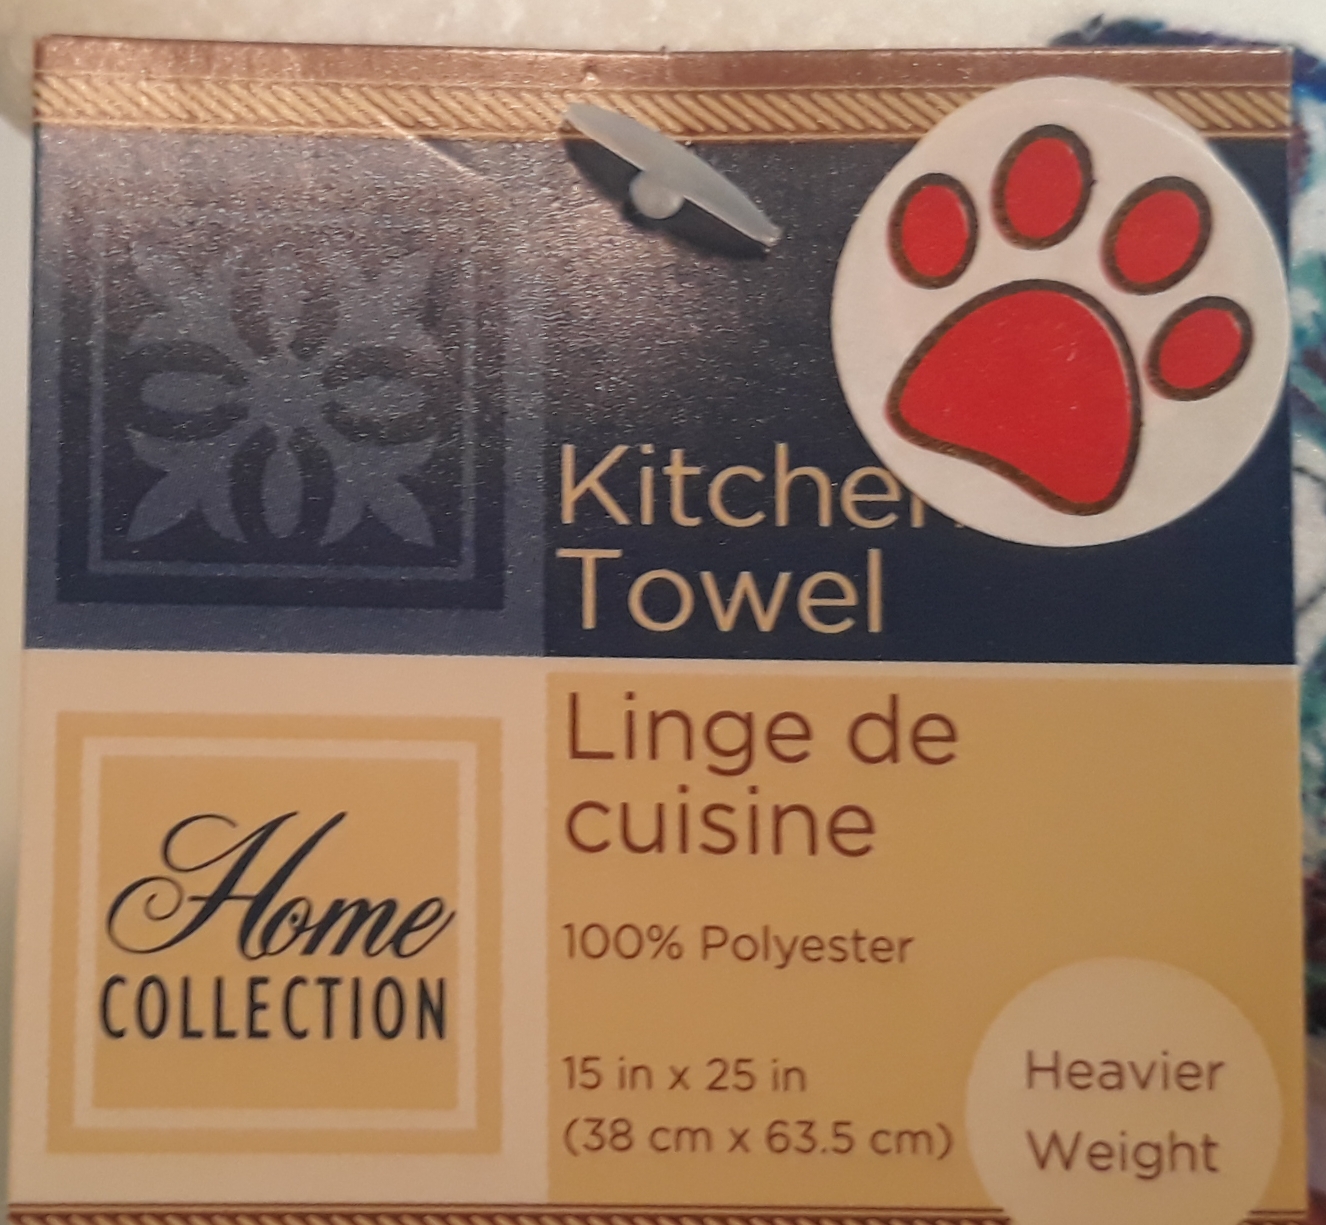 Kitchen
Towel
Linge de
cuisine
Home
COLLECTION
100% Polyester
15 in x 25 in
(38 cm x 63.5 cm)
Heavier
Weight